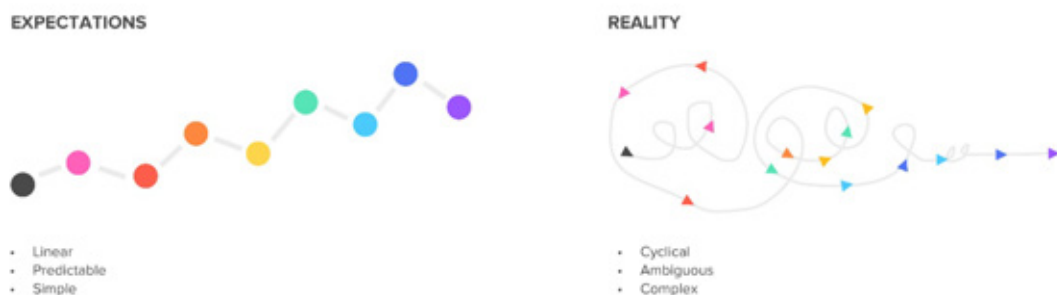 EXPECTATIONS
• Linear
• Predictable
• Simple
REALITY
• Cyclical
• Ambiguous
• Complex